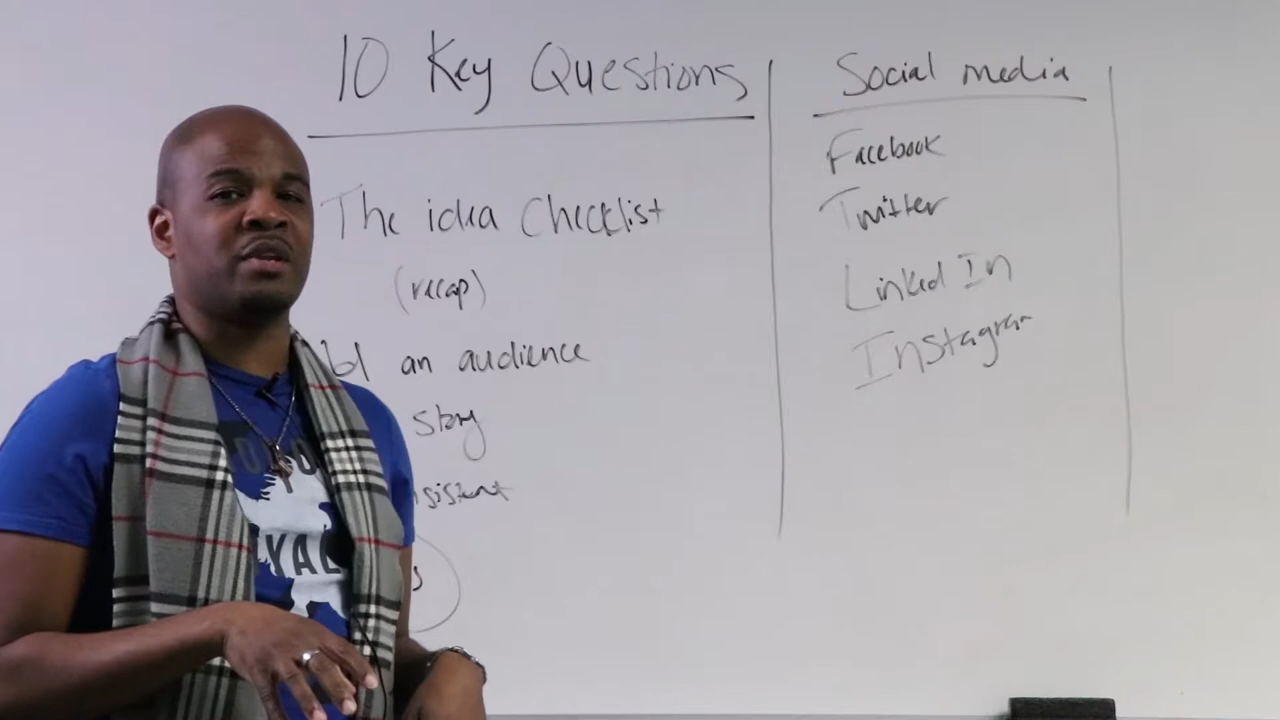 10 Key Questions
The idea Checklist
(recap)
an audience
story
Social media
Facebook
Twitter
Linked In
Instagram